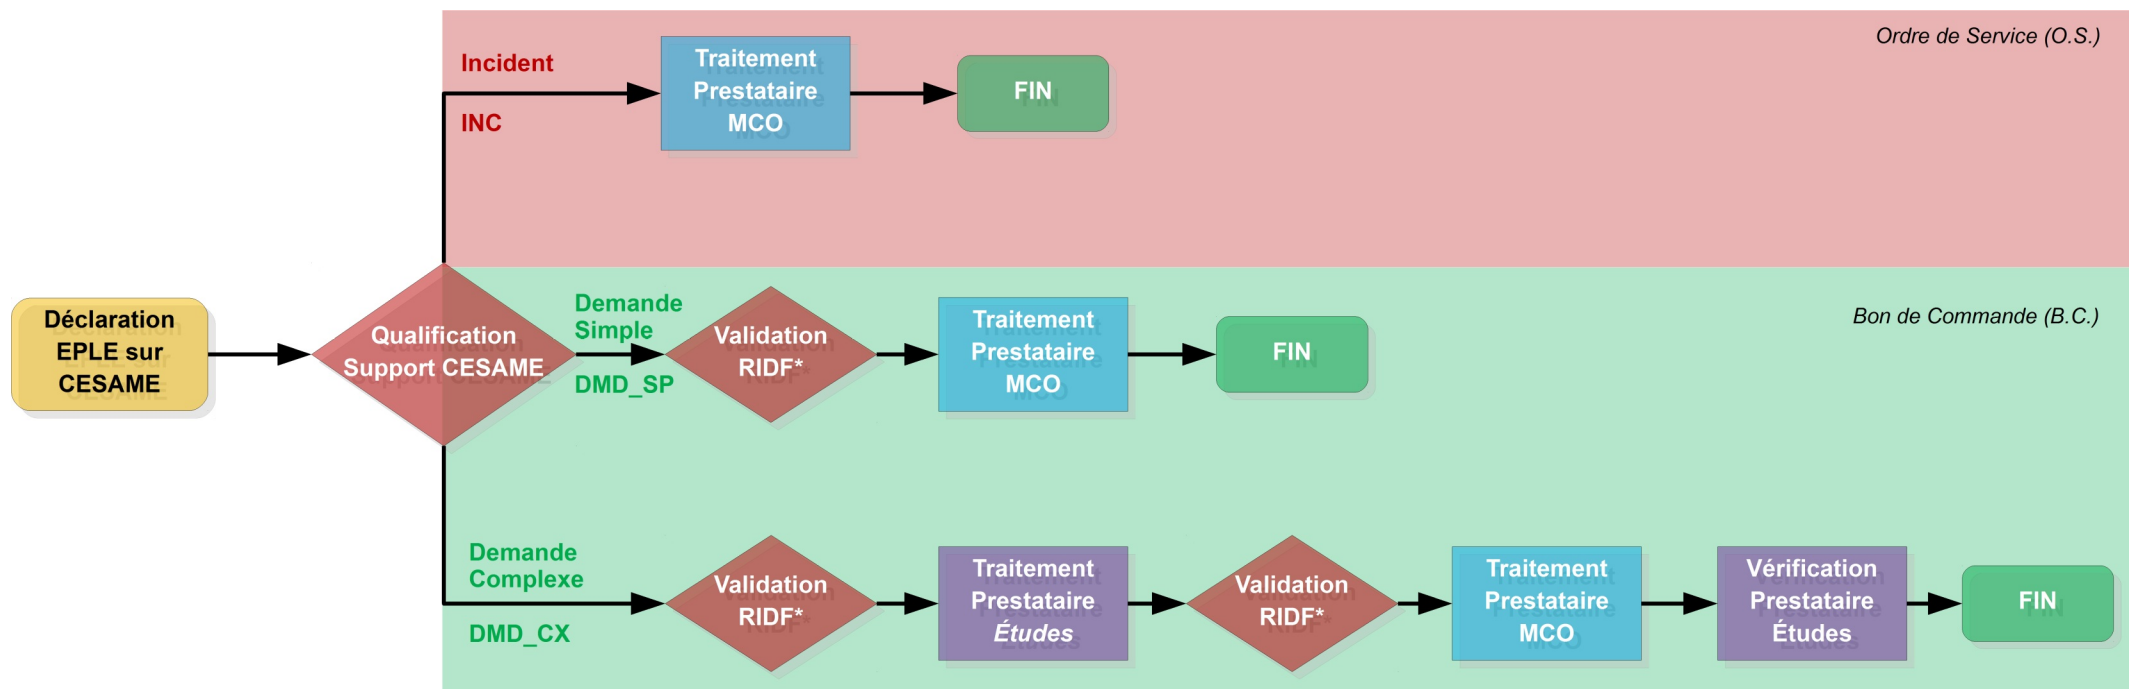 Ordre de Service (O.S.)
Incident
INC
Traitement
Prestataire
MCO
FIN
Déclaration
EPLE sur
CESAME
Qualification
Support CESAME
Demande
Simple
DMD_SP
Validation
RIDF*
Traitement
Prestataire
MCO
FIN
Bon de Commande (B.C.)
Demande
Complexe
DMD_CX
Validation
RIDF*
Traitement
Prestataire
Études
Validation
RIDF*
Traitement
Prestataire
MCO
Vérification
Prestataire
Études
FIN